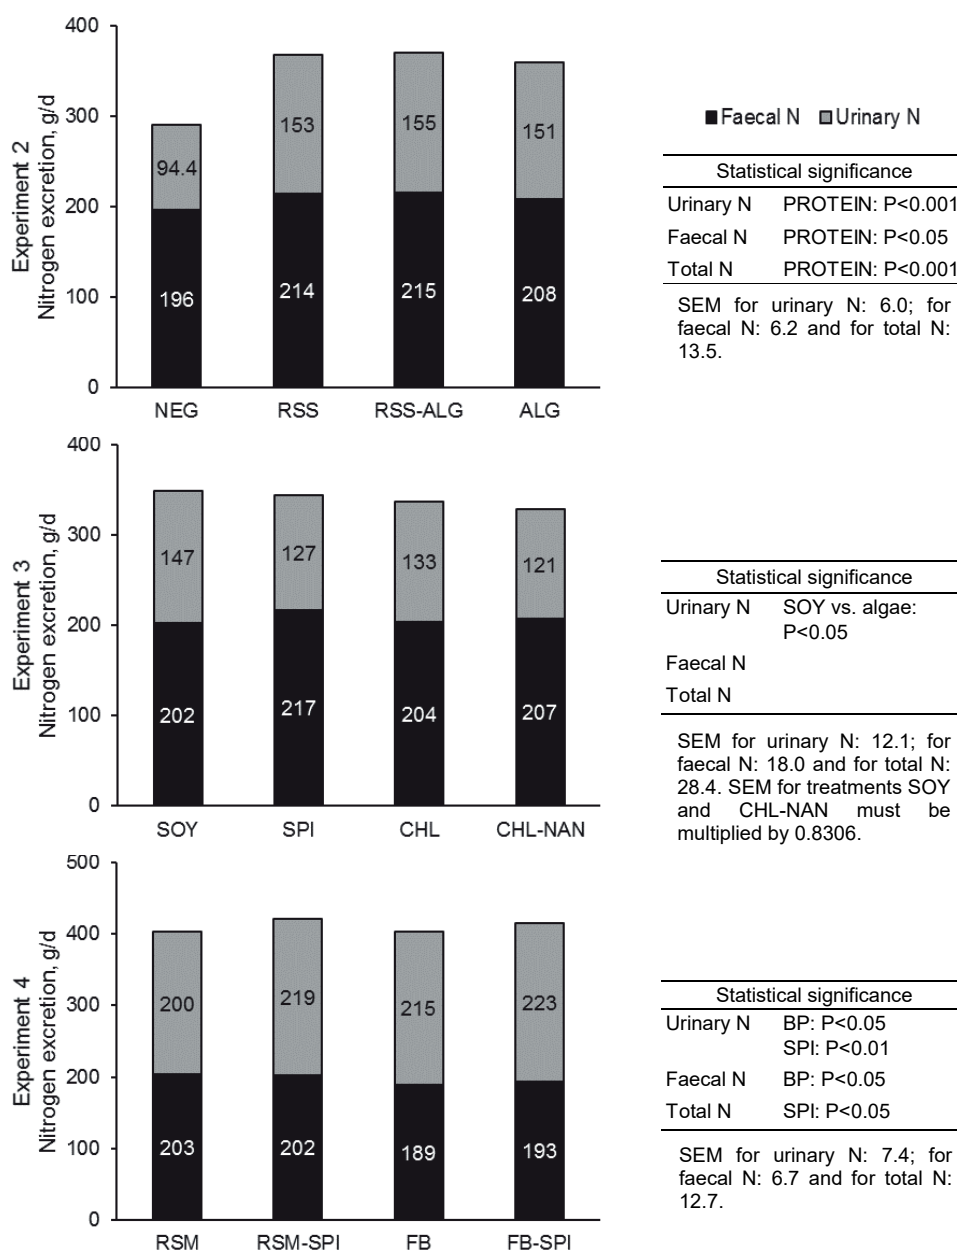 400
300
200
100
0
Experiment 2
Nitrogen excretion, g/d
94.4
153
155
151
196
214
215
208
NEG RSS RSS-ALG ALG
Faecal N Urinary N
Statistical significance
Urinary N PROTEIN: P<0.001
Faecal N PROTEIN: P<0.05
Total N PROTEIN: P<0.001
SEM for urinary N: 6.0; for
faecal N: 6.2 and for total N:
13.5.
400
300
200
100
0
Experiment 3
Nitrogen excretion, g/d
147
127
133
121
202
217
204
207
SOY SPI CHL CHL-NAN
Statistical significance
Urinary N SOY vs. algae:
P<0.05
Faecal N
Total N
SEM for urinary N: 12.1; for
faecal N: 18.0 and for total N:
28.4. SEM for treatments SOY
and CHL-NAN must be
multiplied by 0.8306.
500
400
300
200
100
0
Experiment 4
Nitrogen excretion, g/d
200
219
215
223
203
202
189
193
RSM RSM-SPI FB FB-SPI
Statistical significance
Urinary N BP: P<0.05
SPI: P<0.01
Faecal N BP: P<0.05
Total N SPI: P<0.05
SEM for urinary N: 7.4; for
faecal N: 6.7 and for total N:
12.7.